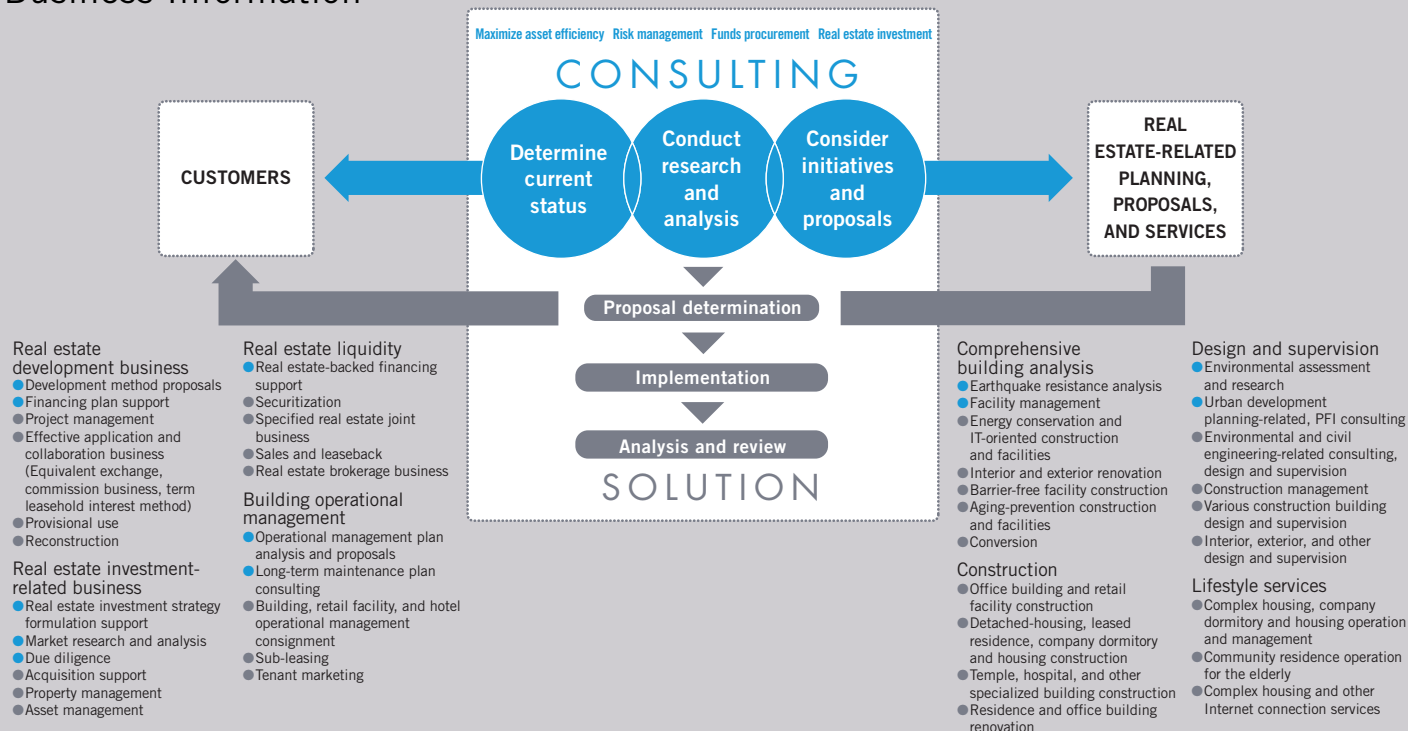 Business Information
Maximize asset efficiency Risk management Funds procurement Real estate investment
CONSULTING
CUSTOMERS
Determine
current
status
Conduct
research
and
analysis
Consider
initiatives
and
proposals
REAL
ESTATE-RELATED
PLANNING,
PROPOSALS,
AND SERVICES
Proposal determination
Implementation
Analysis and review
SOLUTION
Real estate
development business
Development method proposals
Financing plan support
Project management
Effective application and
collaboration business
(Equivalent exchange,
commission business, term
leasehold interest method)
Provisional use
Reconstruction
Real estate investment-
related business
Real estate investment strategy
formulation support
Market research and analysis
Due diligence
Acquisition support
Property management
Asset management
Real estate liquidity
Real estate-backed financing
support
Securitization
Specified real estate joint
business
Sales and leaseback
Real estate brokerage business
Building operational
management
Operational management plan
analysis and proposals
Long-term maintenance plan
consulting
Building, retail facility, and hotel
operational management
consignment
Sub-leasing
Tenant marketing
Comprehensive
building analysis
Earthquake resistance analysis
Facility management
Energy conservation and
IT-oriented construction
and facilities
Interior and exterior renovation
Barrier-free facility construction
Aging-prevention construction
and facilities
Conversion
Construction
Office building and retail
facility construction
Detached-housing, leased
residence, company dormitory
and housing construction
Temple, hospital, and other
specialized building construction
Residence and office building
renovation
Design and supervision
Environmental assessment
and research
Urban development
planning-related, PFI consulting
Environmental and civil
engineering-related consulting,
design and supervision
Construction management
Various construction building
design and supervision
Interior, exterior, and other
design and supervision
Lifestyle services
Complex housing, company
dormitory and housing operation
and management
Community residence operation
for the elderly
Complex housing and other
Internet connection services